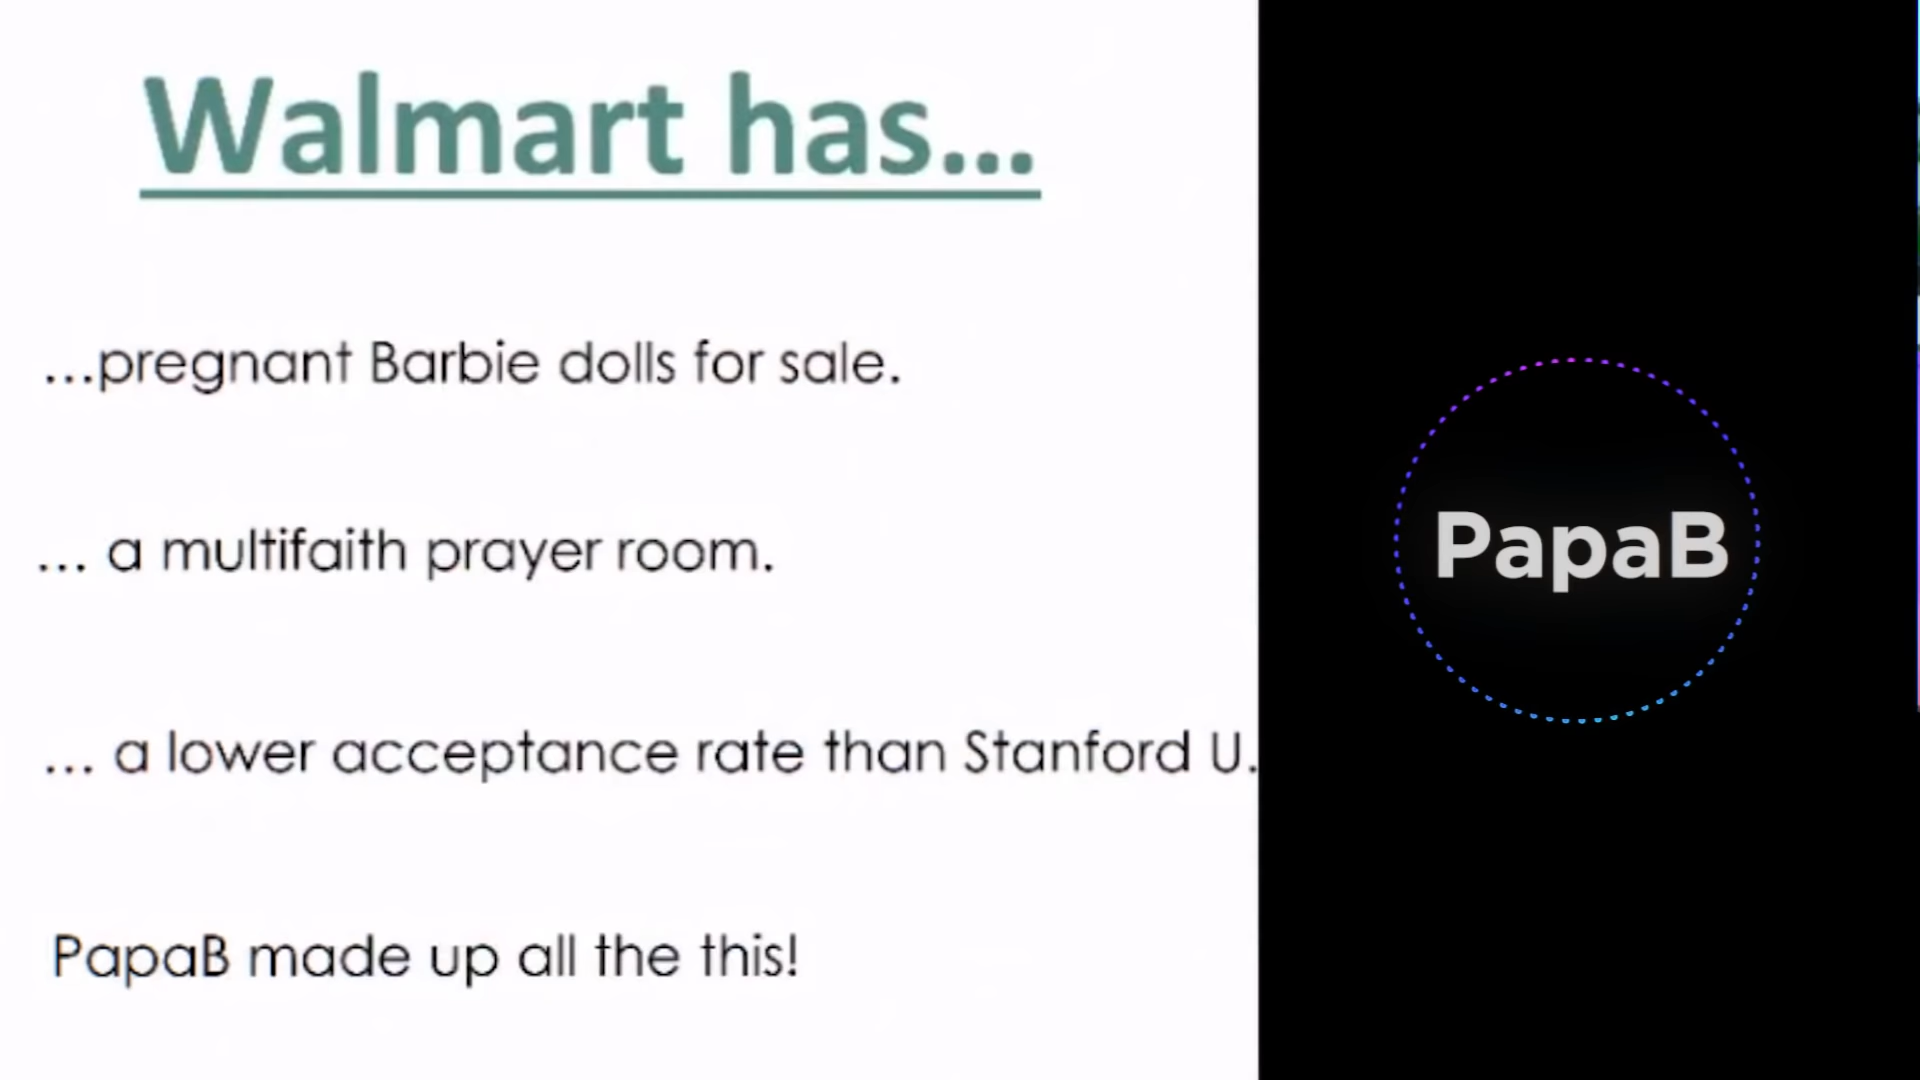 Walmart has...
...pregnant Barbie dolls for sale.
... a multifaith prayer room.
... a lower acceptance rate than Stanford U.
PapaB made up all the this!
PapaB